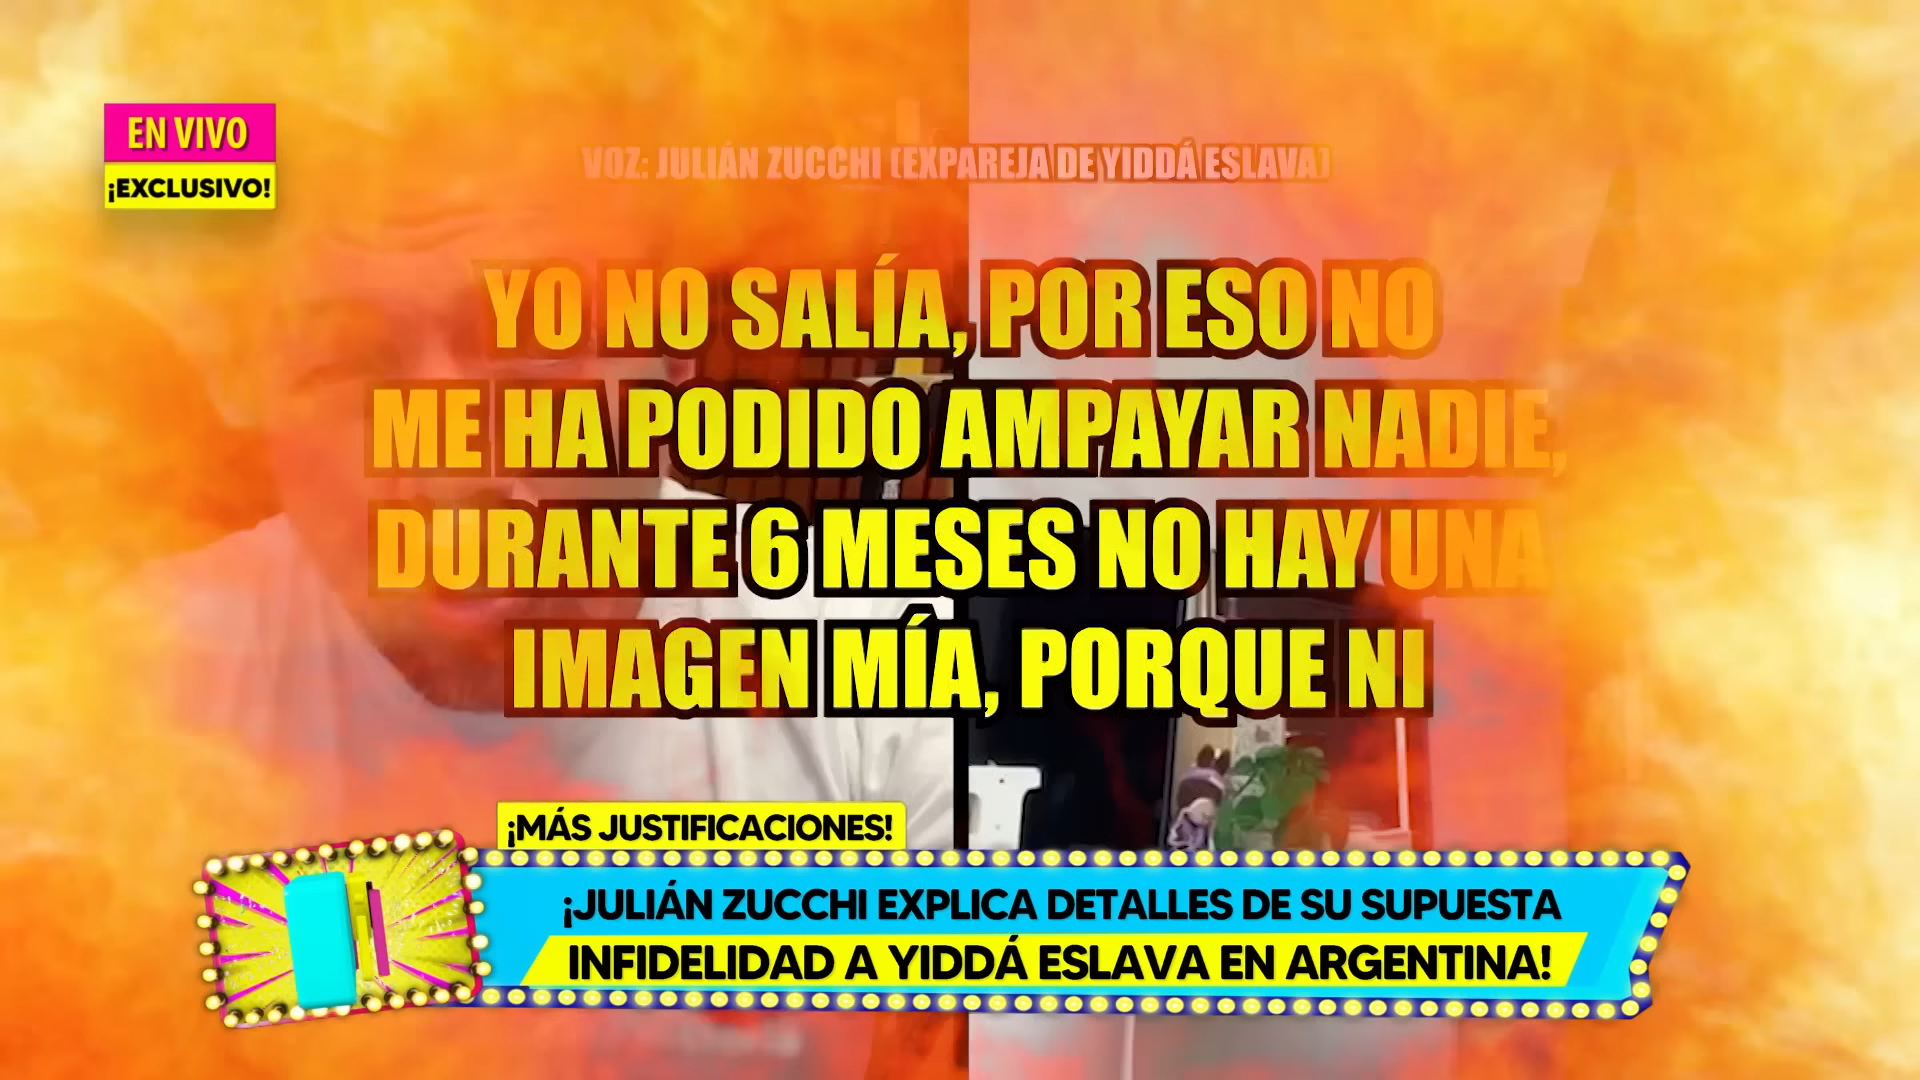 EN VIVO
¡EXCLUSIVO!
VOZ: JULIÁN ZUCCHI (EXPAREJA DE YIDDÁ ESLAVA)
YO NO SALÍA, POR ESO NO
ME HA PODIDO AMPAYAR NADIE,
DURANTE 6 MESES NO HAY UNA
IMAGEN MÍA, PORQUE NI
¡MÁS JUSTIFICACIONES!
¡JULIÁN ZUCCHI EXPLICA DETALLES DE SU SUPUESTA
INFIDELIDAD A YIDDÁ ESLAVA EN ARGENTINA!